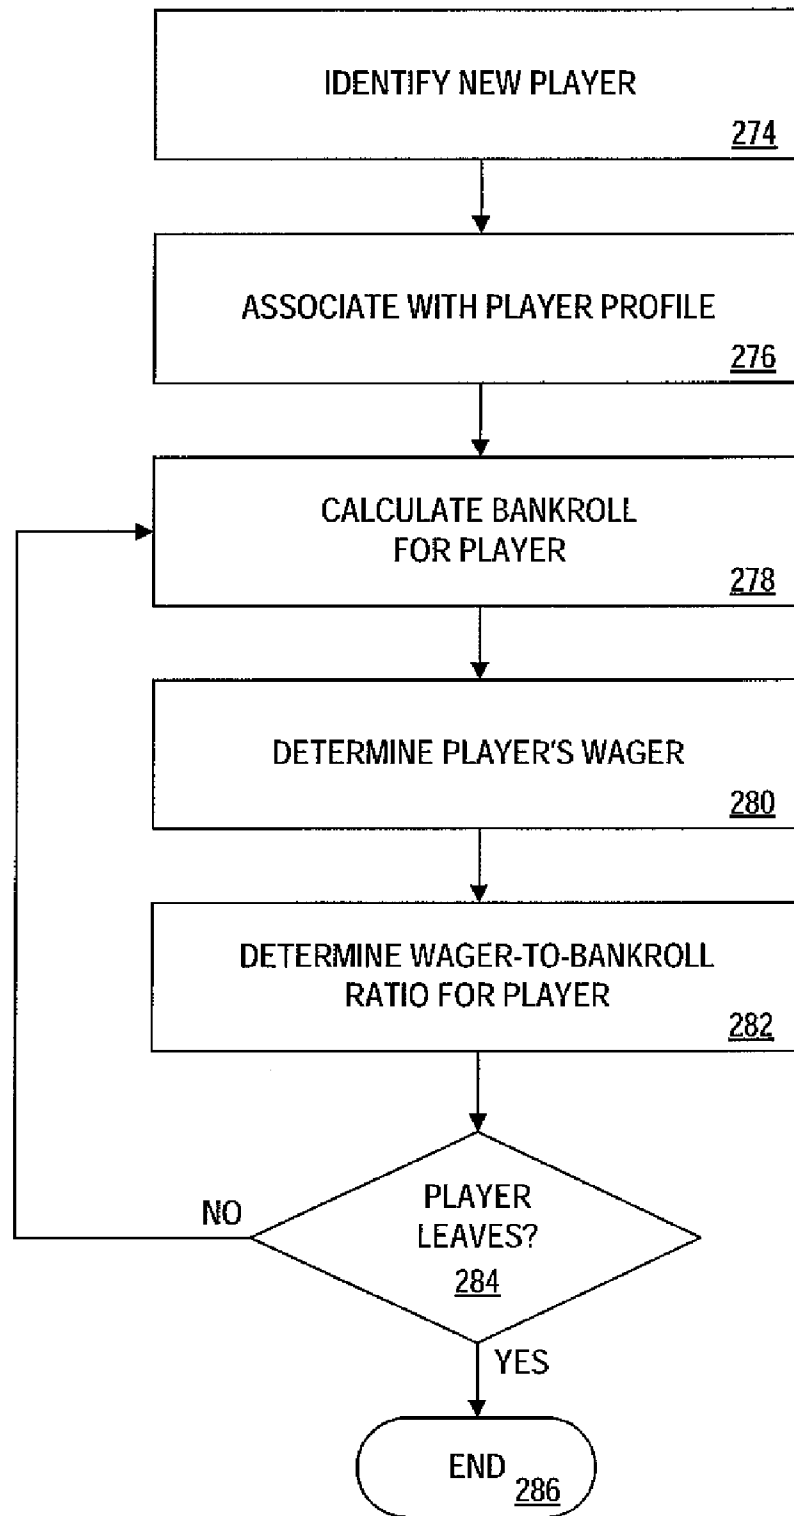 IDENTIFY NEW PLAYER
274
ASSOCIATE WITH PLAYER PROFILE
276
CALCULATE BANKROLL
FOR PLAYER
278
DETERMINE PLAYER'S WAGER
280
DETERMINE WAGER-TO-BANKROLL
RATIO FOR PLAYER
282
NO
PLAYER
LEAVES?
284
YES
END
286